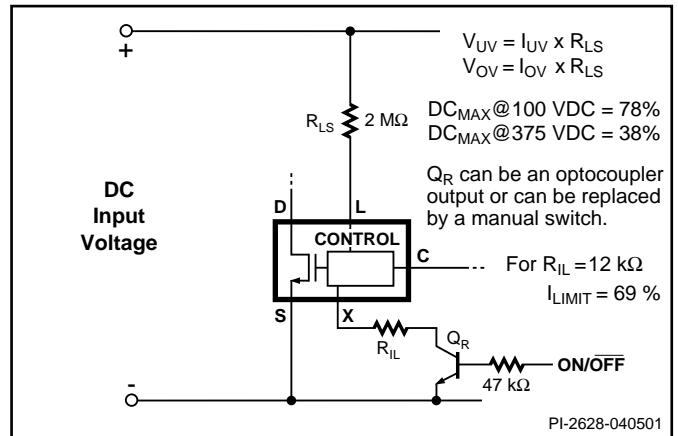 +
V_UV = I_UV x R_LS
V_OV = I_OV x R_LS
R_LS 2 MΩ
DC_MAX@100 VDC = 78%
DC_MAX@375 VDC = 38%
Q_R can be an optocoupler
output or can be replaced
by a manual switch.
DC
Input
Voltage
D L
CONTROL
C
For R_IL = 12 kΩ
I_LIMIT = 69 %
S X
R_IL
Q_R
47 kΩ
ON/O̅F̅F̅
-
PI-2628-040501